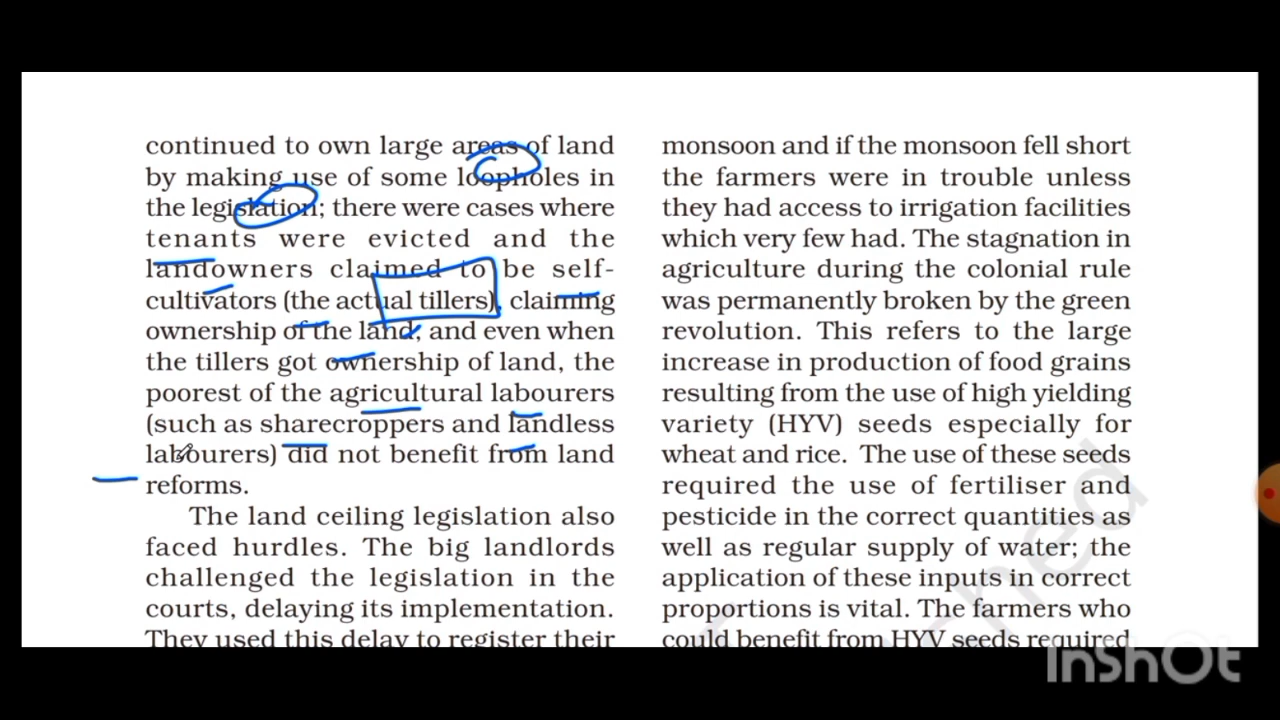 continued to own large areas of land
by making use of some loopholes in
the legislation; there were cases where
tenants were evicted and the
landowners claimed to be self-
cultivators (the actual tillers), claiming
ownership of the land, and even when
the tillers got ownership of land, the
poorest of the agricultural labourers
(such as sharecroppers and landless
labourers) did not benefit from land
reforms.
The land ceiling legislation also
faced hurdles. The big landlords
challenged the legislation in the
courts, delaying its implementation.
They used this delay to register their
monsoon and if the monsoon fell short
the farmers were in trouble unless
they had access to irrigation facilities
which very few had. The stagnation in
agriculture during the colonial rule
was permanently broken by the green
revolution. This refers to the large
increase in production of food grains
resulting from the use of high yielding
variety (HYV) seeds especially for
wheat and rice. The use of these seeds
required the use of fertiliser and
pesticide in the correct quantities as
well as regular supply of water; the
application of these inputs in correct
proportions is vital. The farmers who
could benefit from HYV seeds required
InShOt